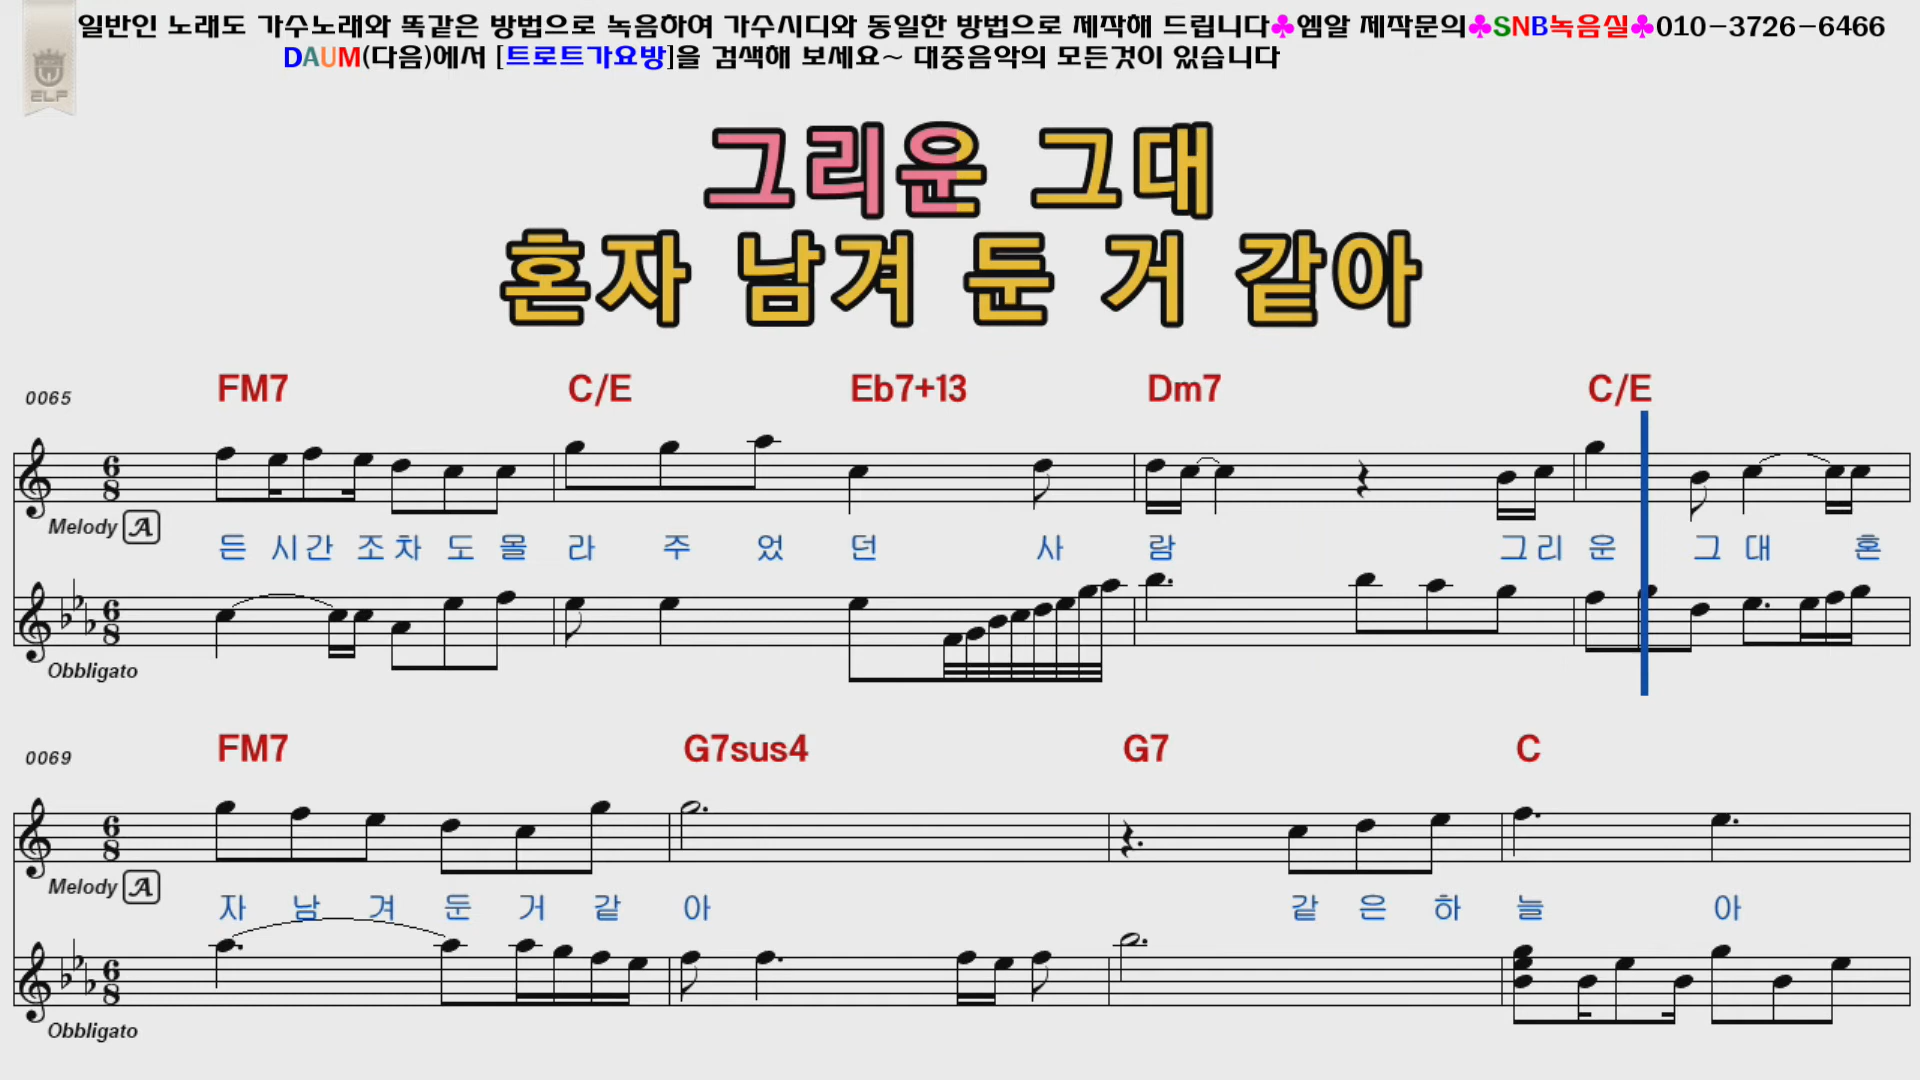 일반인 노래도 가수노래와 똑같은 방법으로 녹음하여 가수시디와 동일한 방법으로 제작해 드립니다♣엠알 제작문의♣SNB녹음실♣010-3726-6466
DAUM(다음)에서 [트로트가요방]을 검색해 보세요~ 대중음악의 모든것이 있습니다
ELF
그리운 그대
혼자 남겨 둔 거 같아
0065 FM7 C/E Eb7+13 Dm7 C/E
6 8
Melody A
든 시간 조차 도 몰 라 주 었 던 사 람 그리 운 그 대 혼
6 8
Obbligato
0069 FM7 G7sus4 G7 C
6 8
Melody A
자 남 겨 둔 거 같 아 같 은 하 늘 아
6 8
Obbligato